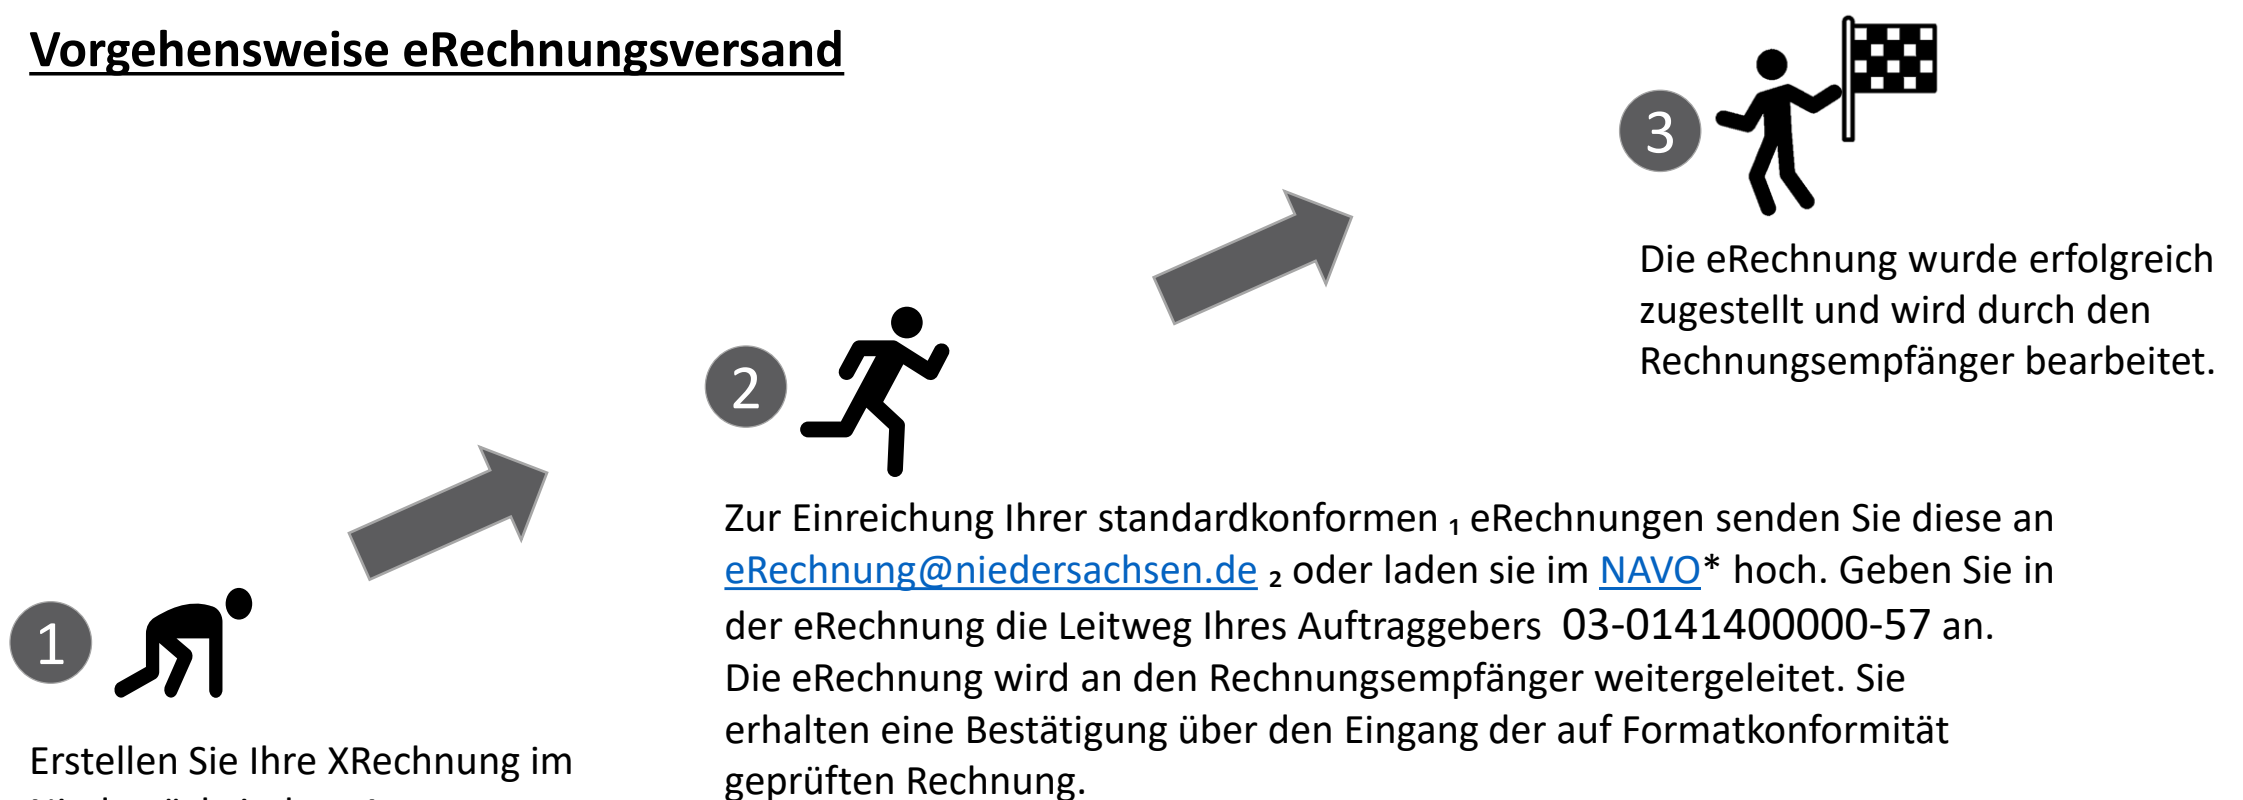 Vorgehensweise eRechnungsversand
3
Die eRechnung wurde erfolgreich
zugestellt und wird durch den
Rechnungsempfänger bearbeitet.
2
Zur Einreichung Ihrer standardkonformen ₁ eRechnungen senden Sie diese an
eRechnung@niedersachsen.de ₂ oder laden sie im NAVO* hoch. Geben Sie in
der eRechnung die Leitweg Ihres Auftraggebers 03-0141400000-57 an.
Die eRechnung wird an den Rechnungsempfänger weitergeleitet. Sie
erhalten eine Bestätigung über den Eingang der auf Formatkonformität
geprüften Rechnung.
1
Erstellen Sie Ihre XRechnung im